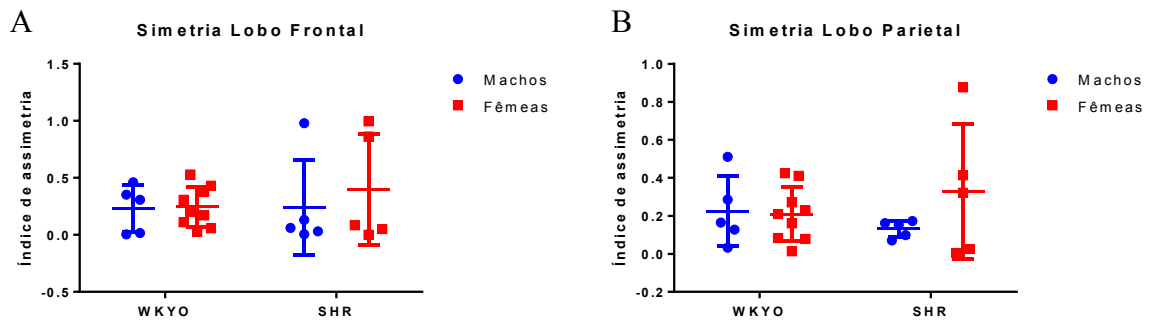 A
Simetria Lobo Frontal
Índice de assimetria
1.5
1.0
0.5
0.0
-0.5
WKYO
SHR
Machos
Fêmeas
B
Simetria Lobo Parietal
Índice de assimetria
1.0
0.8
0.6
0.4
0.2
0.0
-0.2
WKYO
SHR
Machos
Fêmeas